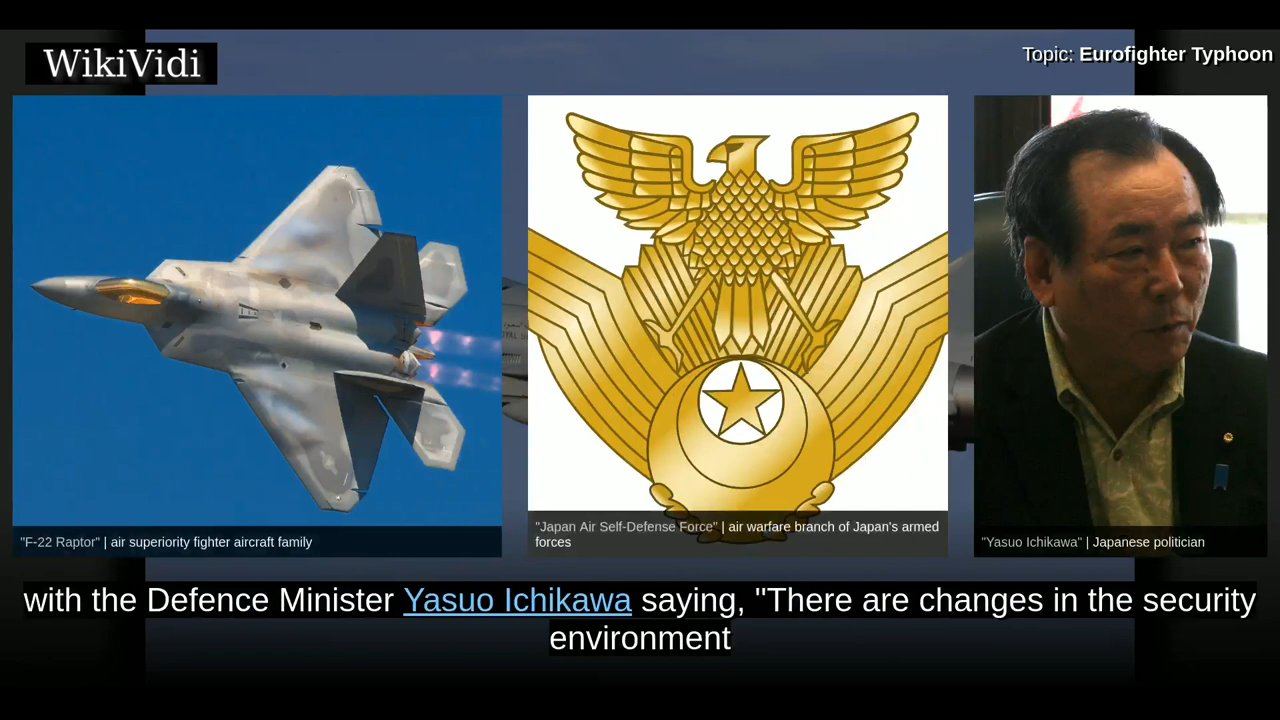 WikiVidi
Topic: Eurofighter Typhoon
"F-22 Raptor" | air superiority fighter aircraft family
"Japan Air Self-Defense Force" | air warfare branch of Japan's armed
forces
"Yasuo Ichikawa" | Japanese politician
with the Defence Minister Yasuo Ichikawa saying, "There are changes in the security
environment